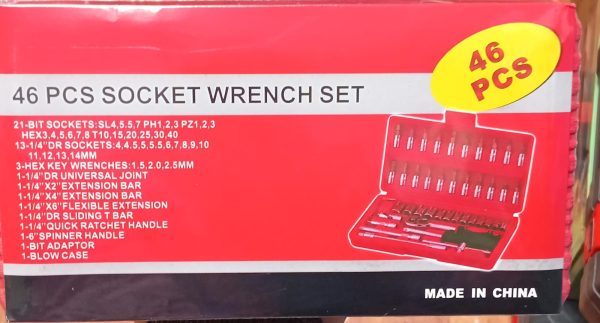 46
PCS
46 PCS SOCKET WRENCH SET
21-BIT SOCKETS:SL4,5.5,7 PH1,2,3 PZ1,2,3
HEX3,4,5,6,7,8 T10,15,20,25,30,40
13-1/4"DR SOCKETS:4,4.5,5,5.5,6,7,8,9,10
11,12,13,14MM
3-HEX KEY WRENCHES:1.5,2.0,2.5MM
1-1/4"DR UNIVERSAL JOINT
1-1/4"X2"EXTENSION BAR
1-1/4"X4"EXTENSION BAR
1-1/4"X6"FLEXIBLE EXTENSION
1-1/4"DR SLIDING T BAR
1-1/4"QUICK RATCHET HANDLE
1-6"SPINNER HANDLE
1-BIT ADAPTOR
1-BLOW CASE
MADE IN CHINA